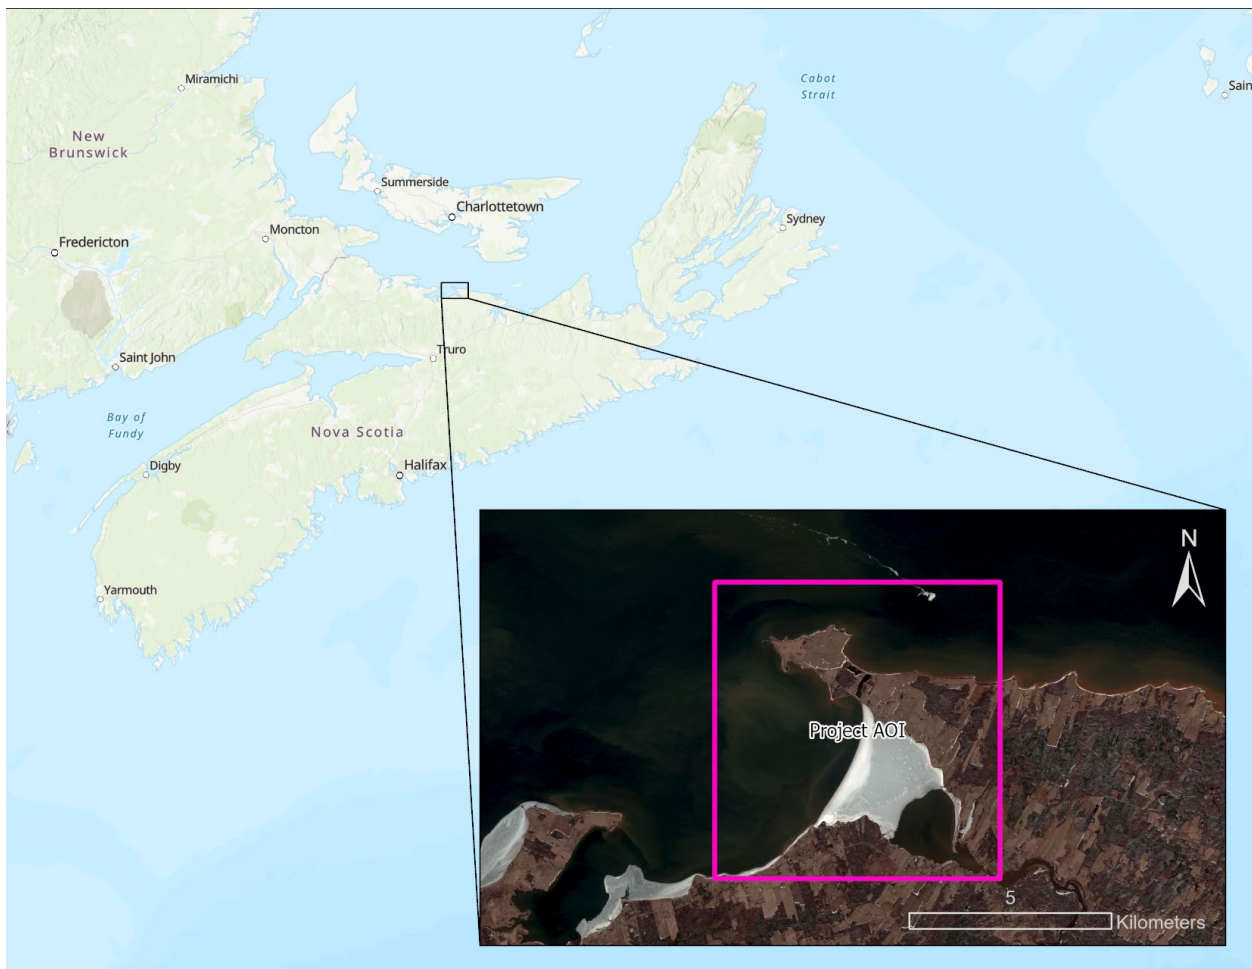 Miramichi
Cabot
Strait
Sain
New
Brunswick
Summerside
Charlottetown
Sydney
Moncton
Fredericton
Truro
Saint John
Bay of
Fundy
Nova Scotia
Digby
Halifax
Yarmouth
N
Project AOI
5
Kilometers